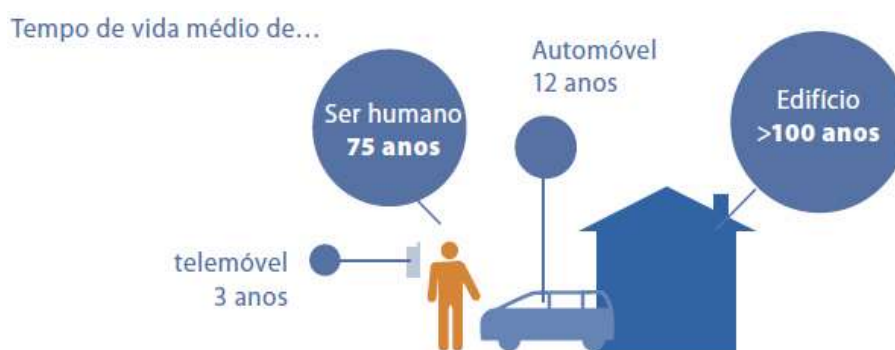 Tempo de vida médio de...
Automóvel
12 anos
Ser humano
75 anos
Edifício
>100 anos
telemóvel
3 anos